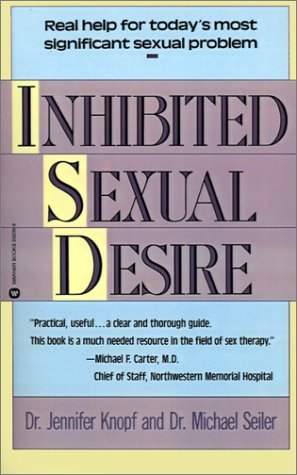 Real help for today's most
significant sexual problem
—
INHIBITED
SEXUAL
DESIRE
WARNER BOOKS
"Practical, useful...a clear and thorough guide.
This book is a much needed resource in the field of sex therapy."
—Michael F. Carter, M.D.
Chief of Staff, Northwestern Memorial Hospital
Dr. Jennifer Knopf and Dr. Michael Seiler